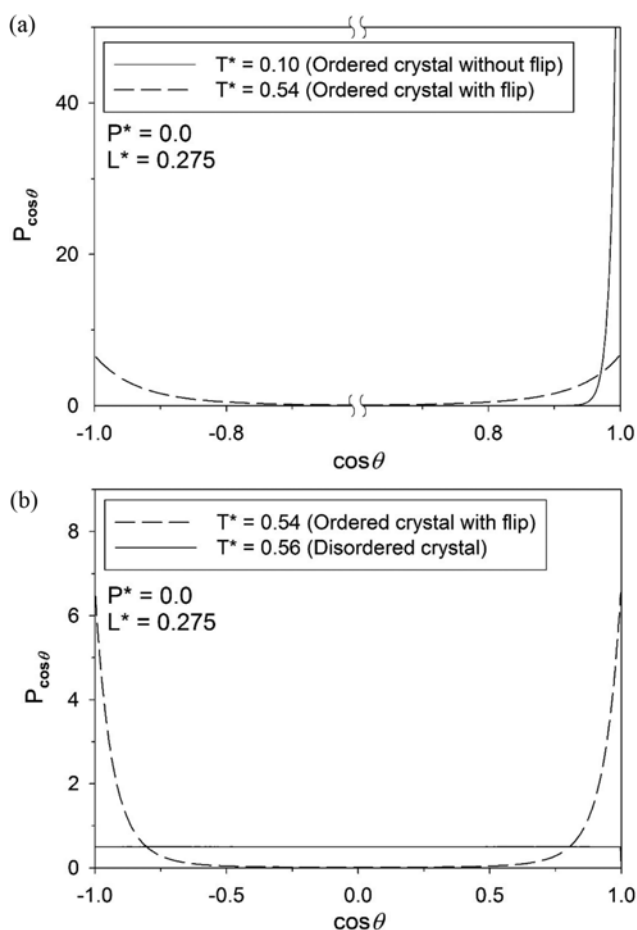 (a)
T* = 0.10 (Ordered crystal without flip)
T* = 0.54 (Ordered crystal with flip)
P* = 0.0
L* = 0.275
P_cosθ
40
20
0
-1.0 -0.8 0.8 1.0
cosθ
(b)
T* = 0.54 (Ordered crystal with flip)
T* = 0.56 (Disordered crystal)
P* = 0.0
L* = 0.275
P_cosθ
8
6
4
2
0
-1.0 -0.5 0.0 0.5 1.0
cosθ